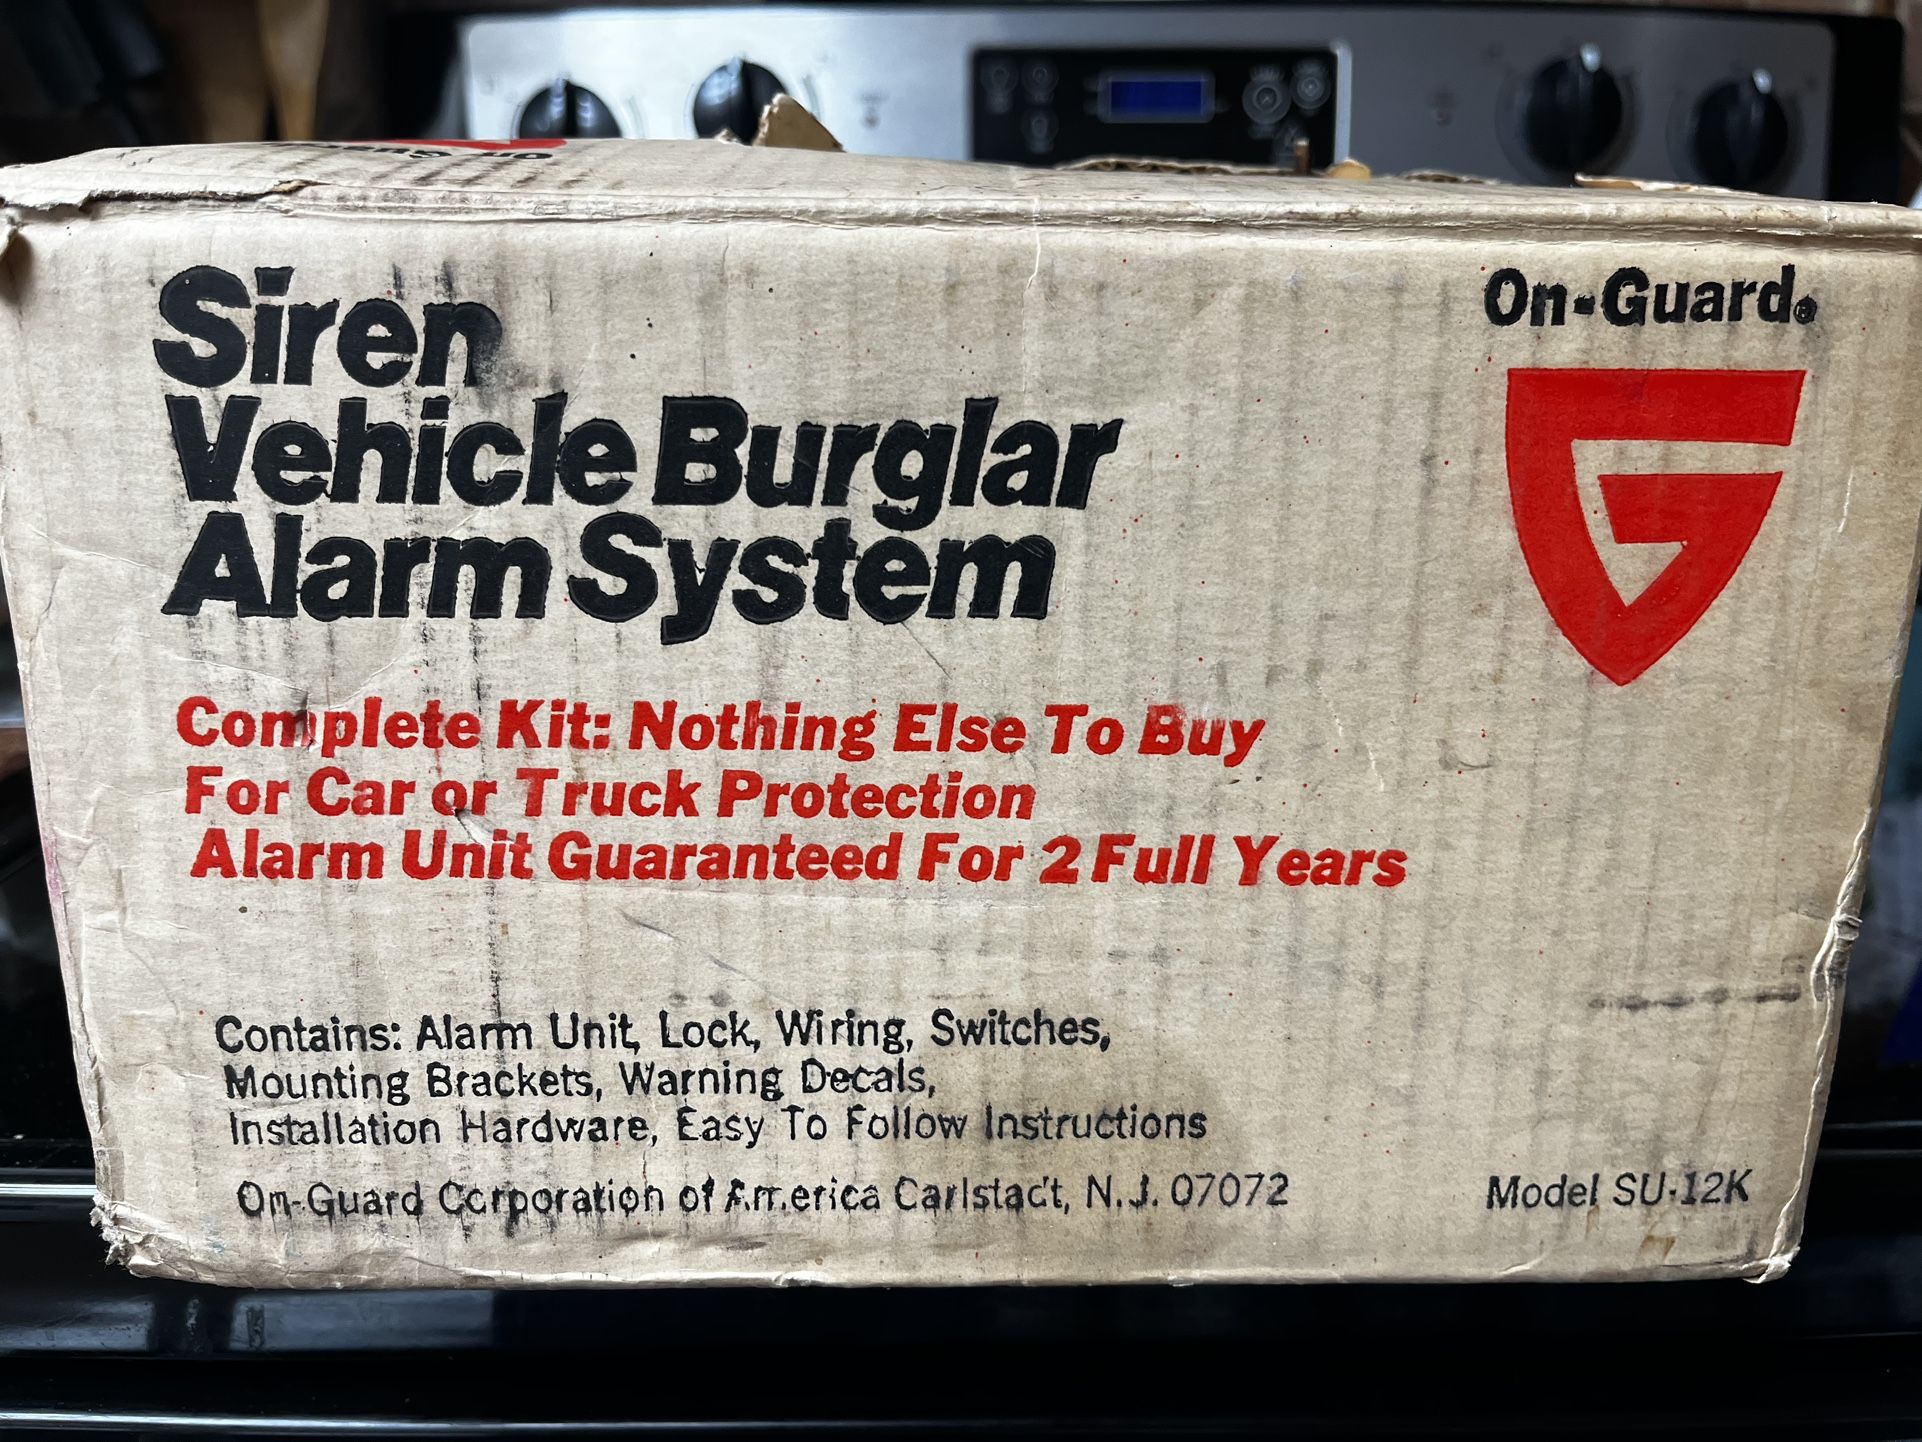 On-Guard
Siren
Vehicle Burglar
Alarm System
On-Guard®
Complete Kit: Nothing Else To Buy
For Car or Truck Protection
Alarm Unit Guaranteed For 2 Full Years
Contains: Alarm Unit, Lock, Wiring, Switches,
Mounting Brackets, Warning Decals,
Installation Hardware, Easy To Follow Instructions
On-Guard Corporation of America Carlstadt, N.J. 07072
Model SU-12K